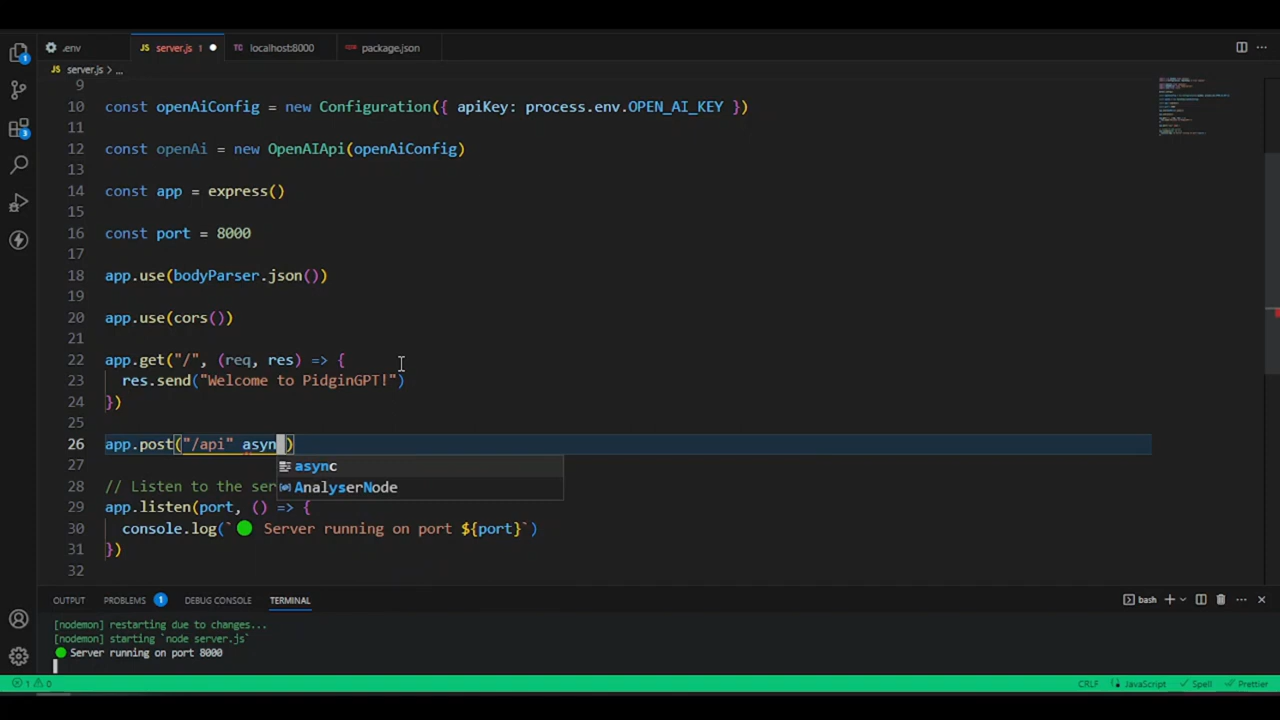 .env
server.js 1
localhost:8000
package.json
JS server.js > ...
9
10 const openAiConfig = new Configuration({ apiKey: process.env.OPEN_AI_KEY })
11
12 const openAi = new OpenAIApi(openAiConfig)
13
14 const app = express()
15
16 const port = 8000
17
18 app.use(bodyParser.json())
19
20 app.use(cors())
21
22 app.get("/", (req, res) => {
23 res.send("Welcome to PidginGPT!")
24 })
25
26 app.post("/api" asyn)
async
AnalyserNode
27
28 // Listen to the ser
29 app.listen(port, () => {
30 console.log(`🟢 Server running on port ${port}`)
31 })
32
OUTPUT PROBLEMS 1 DEBUG CONSOLE TERMINAL
bash
[nodemon] restarting due to changes...
[nodemon] starting `node server.js`
🟢 Server running on port 8000
1 0 CRLF JavaScript Spell Prettier